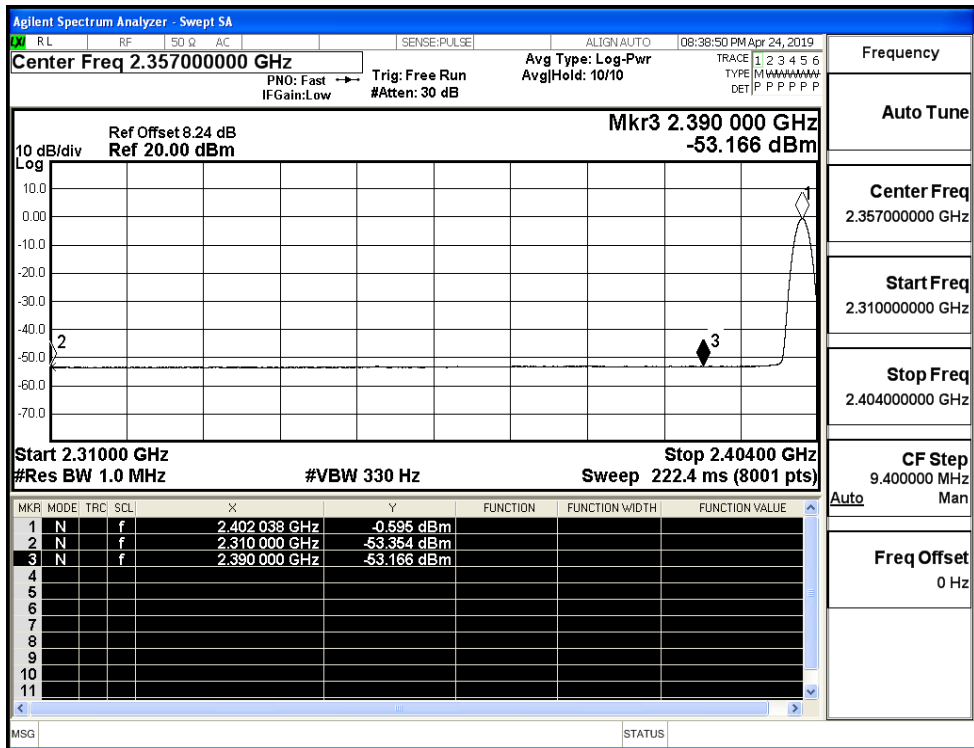 Agilent Spectrum Analyzer - Swept SA
LXI RL RF 50 Ω AC SENSE:PULSE ALIGN AUTO 08:38:50 PM Apr 24, 2019
Center Freq 2.357000000 GHz
PNO: Fast Trig: Free Run
IFGain:Low #Atten: 30 dB
Avg Type: Log-Pwr
Avg|Hold: 10/10
TRACE 1 2 3 4 5 6
TYPE M WWWWW
DET P P P P P P
Ref Offset 8.24 dB
10 dB/div Ref 20.00 dBm
Log
Mkr3 2.390 000 GHz
-53.166 dBm
10.0
0.00
-10.0
-20.0
-30.0
-40.0
-50.0
-60.0
-70.0
1
2
3
Start 2.31000 GHz Stop 2.40400 GHz
#Res BW 1.0 MHz #VBW 330 Hz Sweep 222.4 ms (8001 pts)
MKR MODE TRC SCL X Y FUNCTION FUNCTION WIDTH FUNCTION VALUE
1 N f 2.402 038 GHz -0.595 dBm
2 N f 2.310 000 GHz -53.354 dBm
3 N f 2.390 000 GHz -53.166 dBm
4
5
6
7
8
9
10
11
MSG STATUS
Frequency
Auto Tune
Center Freq
2.357000000 GHz
Start Freq
2.310000000 GHz
Stop Freq
2.404000000 GHz
CF Step
9.400000 MHz
Auto Man
Freq Offset
0 Hz